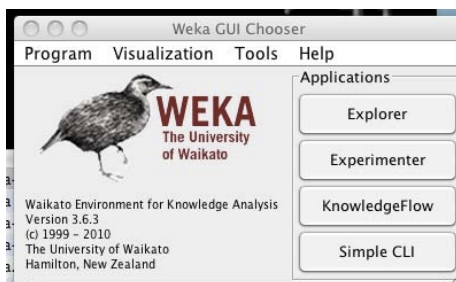 Weka GUI Chooser
Program Visualization Tools Help
WEKA
The University
of Waikato
Waikato Environment for Knowledge Analysis
Version 3.6.3
(c) 1999 - 2010
The University of Waikato
Hamilton, New Zealand
Applications
Explorer
Experimenter
KnowledgeFlow
Simple CLI